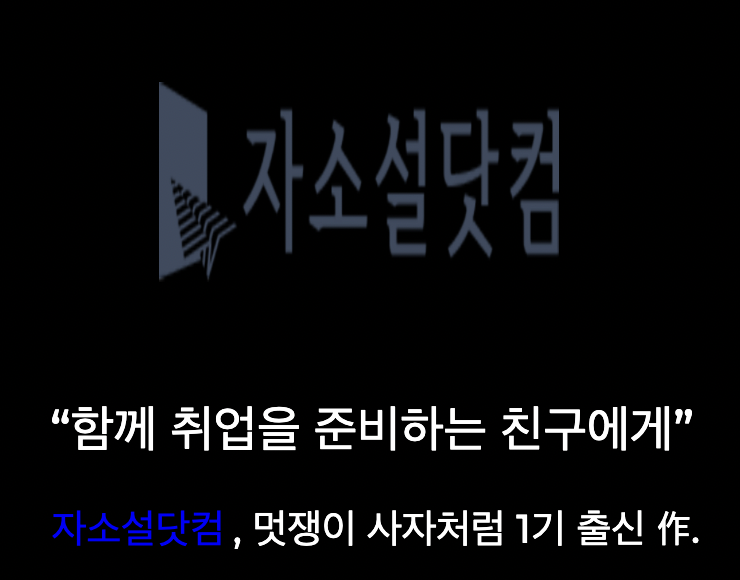 자소설닷컴
“함께 취업을 준비하는 친구에게”
자소설닷컴 , 멋쟁이 사자처럼 1기 출신 作.